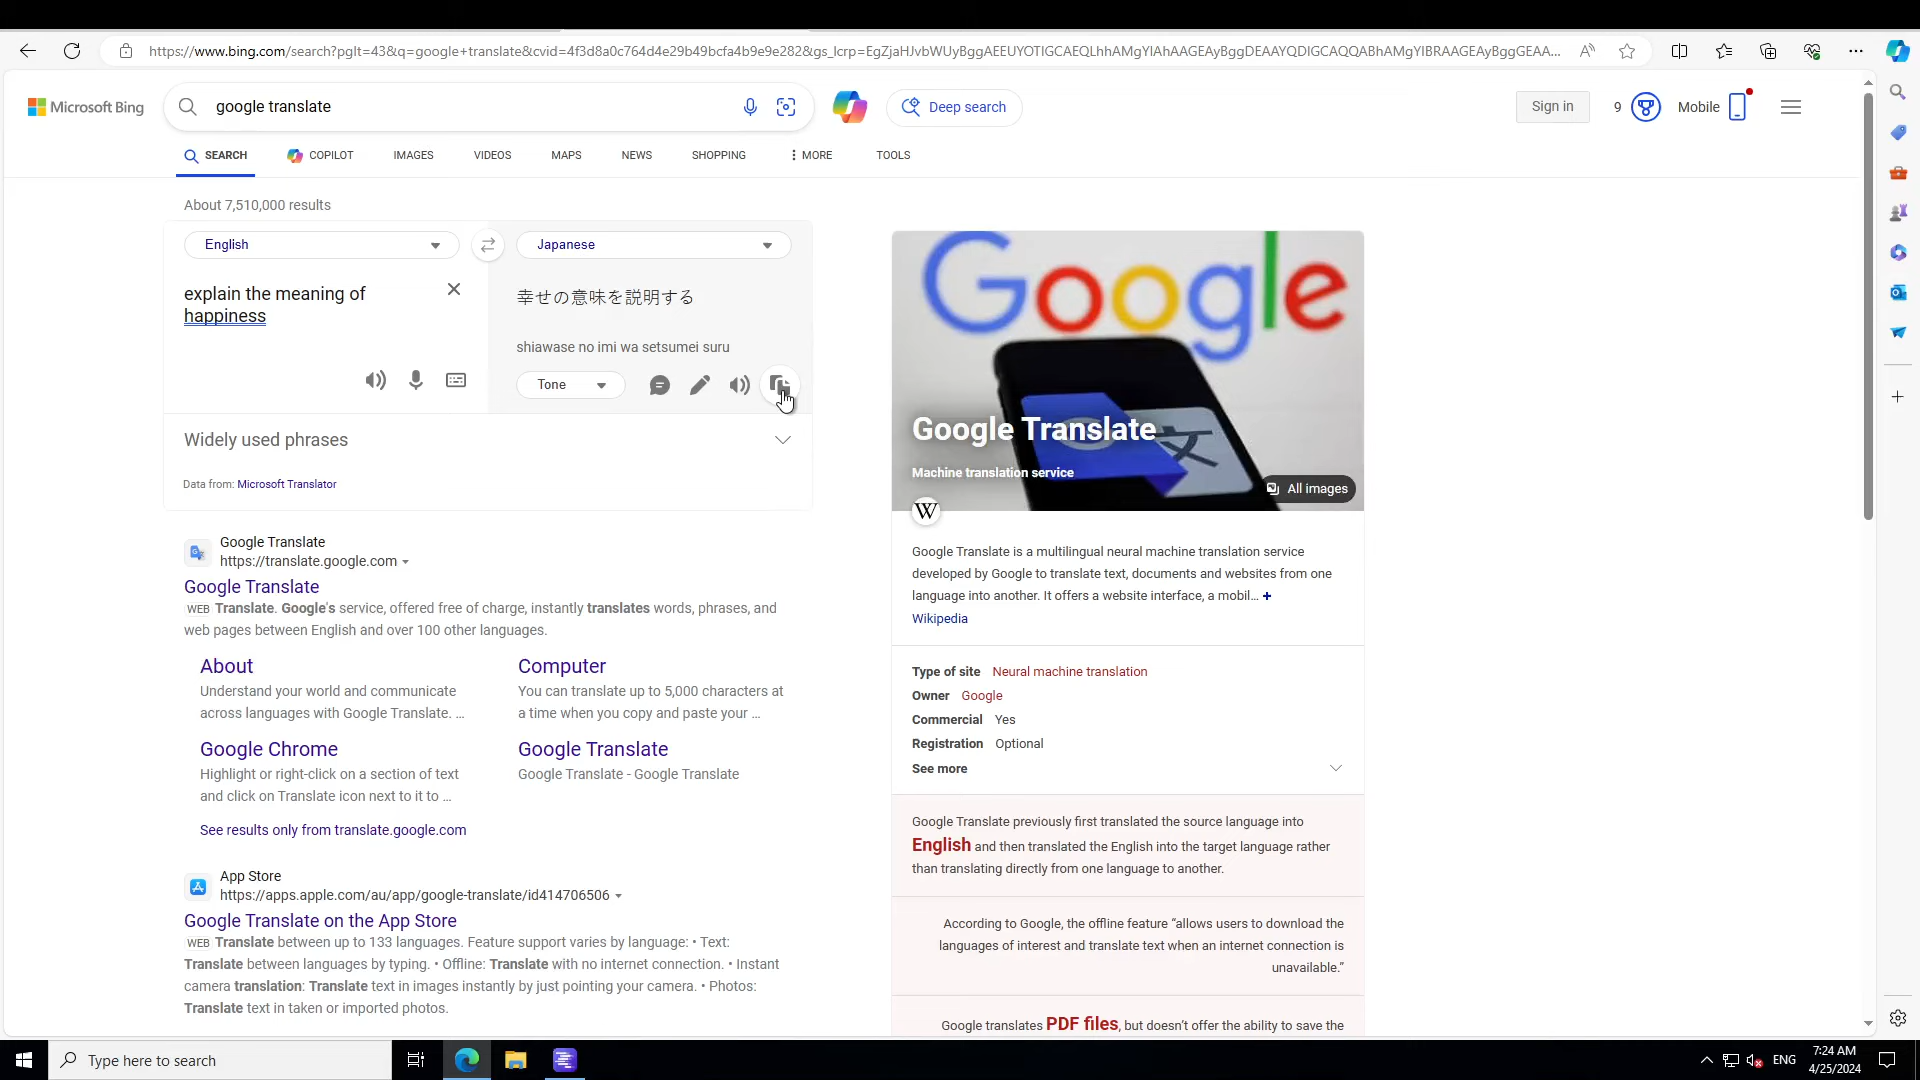 https://www.bing.com/search?pglt=43&q=google+translate&cvid=4f3d8a0c764d4e29b49bcfa4b9e9e282&gs_lcrp=EgZjaHJvbWUyBggAEEUYOTIGCAEQLhhAMgYIAhAAGEAyBggDEAAYQDIGCAQQABhAMgYIBRAAGEAyBggGEAA...
Microsoft Bing
google translate
Deep search
Sign in
9
Mobile
SEARCH
COPILOT
IMAGES
VIDEOS
MAPS
NEWS
SHOPPING
MORE
TOOLS
About 7,510,000 results
English
Japanese
explain the meaning of
happiness
幸せの意味を説明する
shiawase no imi wa setsumei suru
Tone
Widely used phrases
Data from: Microsoft Translator
Google Translate
https://translate.google.com
Google Translate
WEB Translate. Google's service, offered free of charge, instantly translates words, phrases, and
web pages between English and over 100 other languages.
About
Understand your world and communicate
across languages with Google Translate. ...
Computer
You can translate up to 5,000 characters at
a time when you copy and paste your ...
Google Chrome
Highlight or right-click on a section of text
and click on Translate icon next to it to ...
Google Translate
Google Translate - Google Translate
See results only from translate.google.com
App Store
https://apps.apple.com/au/app/google-translate/id414706506
Google Translate on the App Store
WEB Translate between up to 133 languages. Feature support varies by language: • Text:
Translate between languages by typing. • Offline: Translate with no internet connection. • Instant
camera translation: Translate text in images instantly by just pointing your camera. • Photos:
Translate text in taken or imported photos.
Google
文
Google Translate
Machine translation service
All images
W
Google Translate is a multilingual neural machine translation service
developed by Google to translate text, documents and websites from one
language into another. It offers a website interface, a mobil... +
Wikipedia
Type of site Neural machine translation
Owner Google
Commercial Yes
Registration Optional
See more
Google Translate previously first translated the source language into
English and then translated the English into the target language rather
than translating directly from one language to another.
According to Google, the offline feature “allows users to download the
languages of interest and translate text when an internet connection is
unavailable.”
Google translates PDF files, but doesn't offer the ability to save the
Type here to search
ENG
7:24 AM
4/25/2024